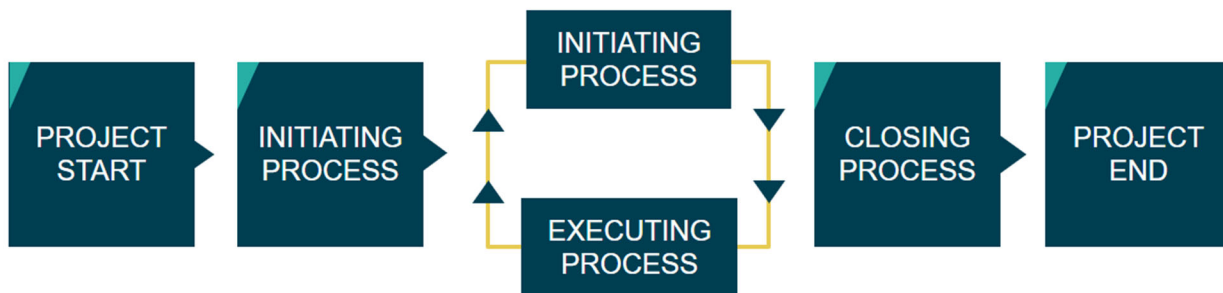 PROJECT
START
INITIATING
PROCESS
INITIATING
PROCESS
EXECUTING
PROCESS
CLOSING
PROCESS
PROJECT
END